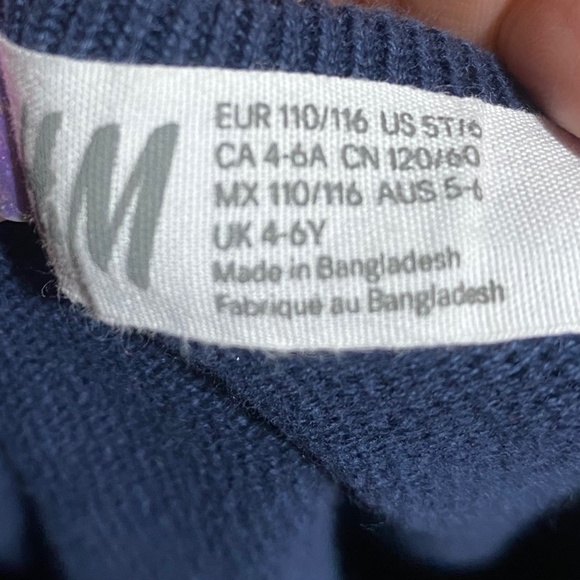 M
EUR 110/116 US 5T/6
CA 4-6A CN 120/60
MX 110/116 AUS 5-6
UK 4-6Y
Made in Bangladesh
Fabriqué au Bangladesh